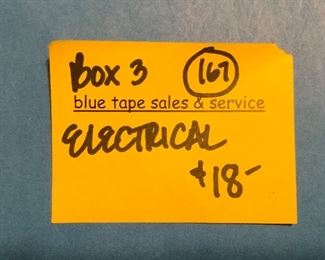 Box 3 167
blue tape sales & service
ELECTRICAL
$18-